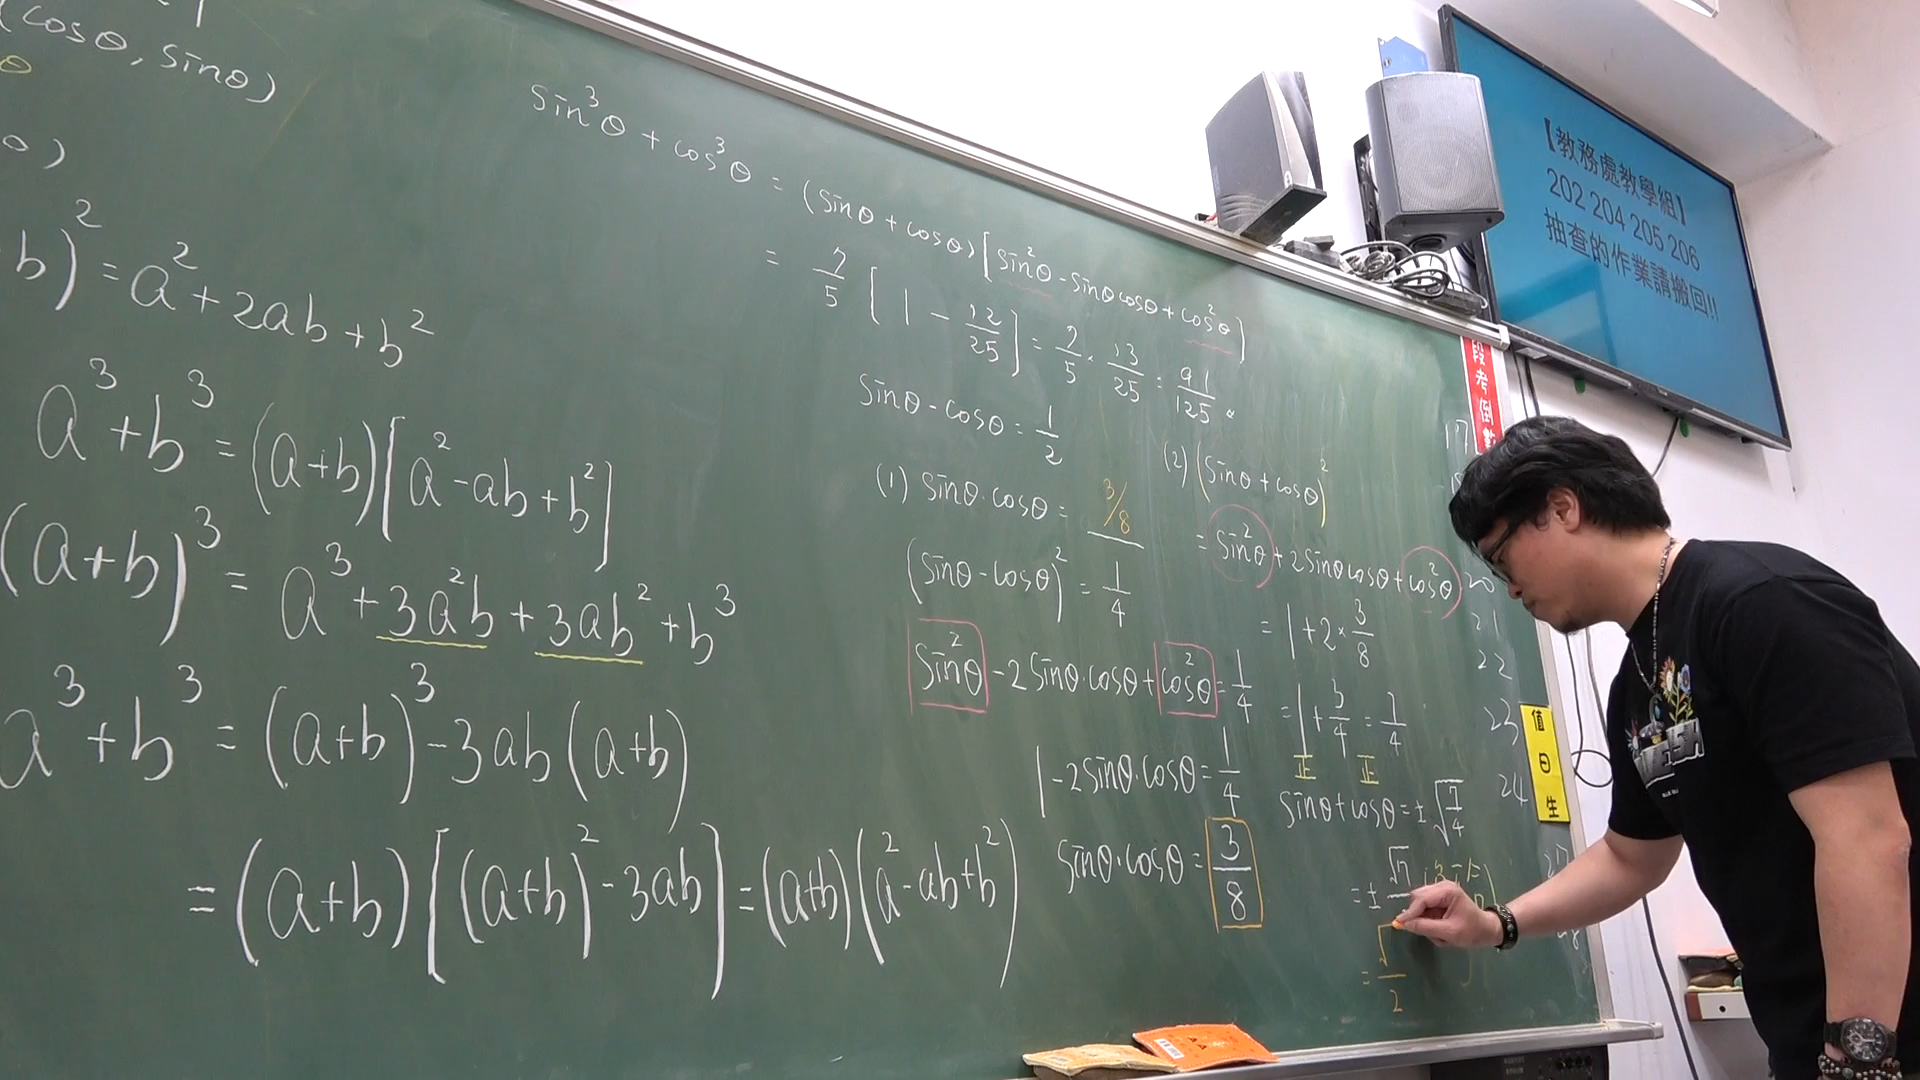 (cosθ, sinθ)
b)² = a² + 2ab + b²
a³ + b³ = (a+b)[a² - ab + b²]
(a+b)³ = a³ + 3a²b + 3ab² + b³
a³ + b³ = (a+b)³ - 3ab(a+b)
= (a+b)[(a+b)² - 3ab] = (a+b)(a² - ab + b²)
sin³θ + cos³θ = (sinθ + cosθ)[sin²θ - sinθcosθ + cos²θ]
= 7/5 [1 - 12/25] = 7/5 · 13/25 = 91/125
sinθ - cosθ = 1/2
(1) sinθ·cosθ = 3/8
(sinθ - cosθ)² = 1/4
sin²θ - 2sinθ·cosθ + cos²θ = 1/4
1 - 2sinθ·cosθ = 1/4
sinθ·cosθ = 3/8
(2) (sinθ + cosθ)²
= sin²θ + 2sinθcosθ + cos²θ
= 1 + 2 × 3/8
= 1 + 3/4 = 7/4
正 正
sinθ + cosθ = ± √7/4
= ± √7
= √ /2
17
20
21
22
23
24
【教務處教學組】
202 204 205 206
抽查的作業請搬回!!
段考倒數
值日生